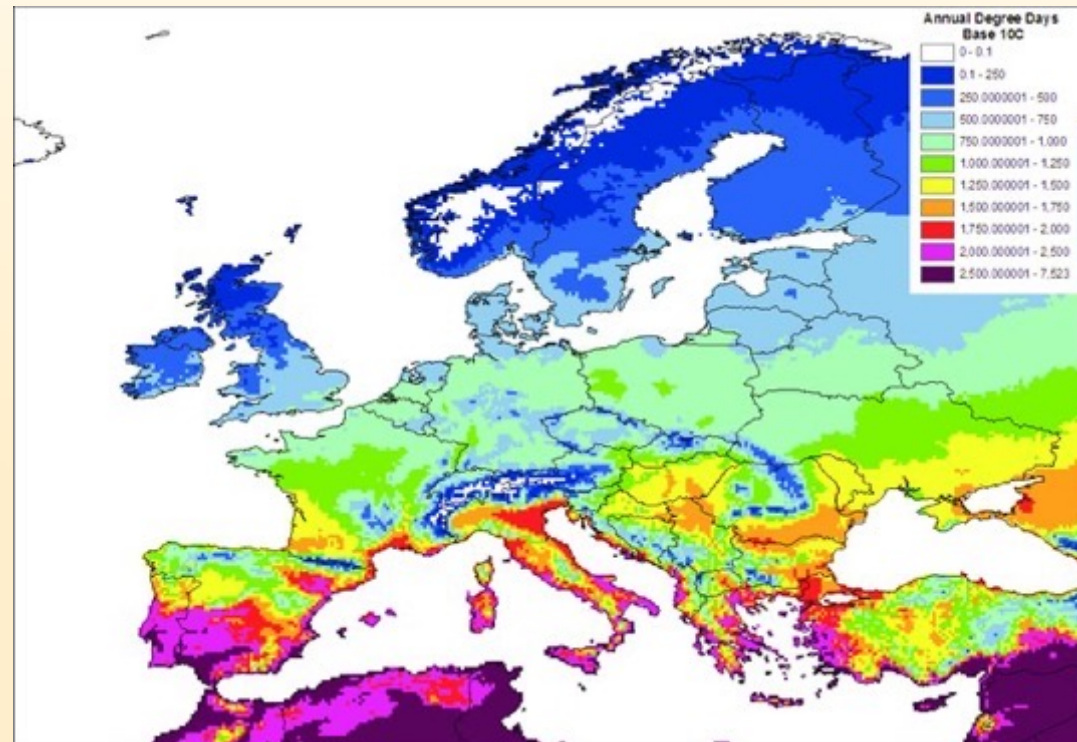 Annual Degree Days
Base 10C
0 - 0.1
0.1 - 250
250.0000001 - 500
500.0000001 - 750
750.0000001 - 1.000
1.000.000001 - 1.250
1.250.000001 - 1.500
1,500.000001 - 1,750
1,750.000001 - 2.000
2,000.000001 - 2,500
2,500.000001 - 7,523